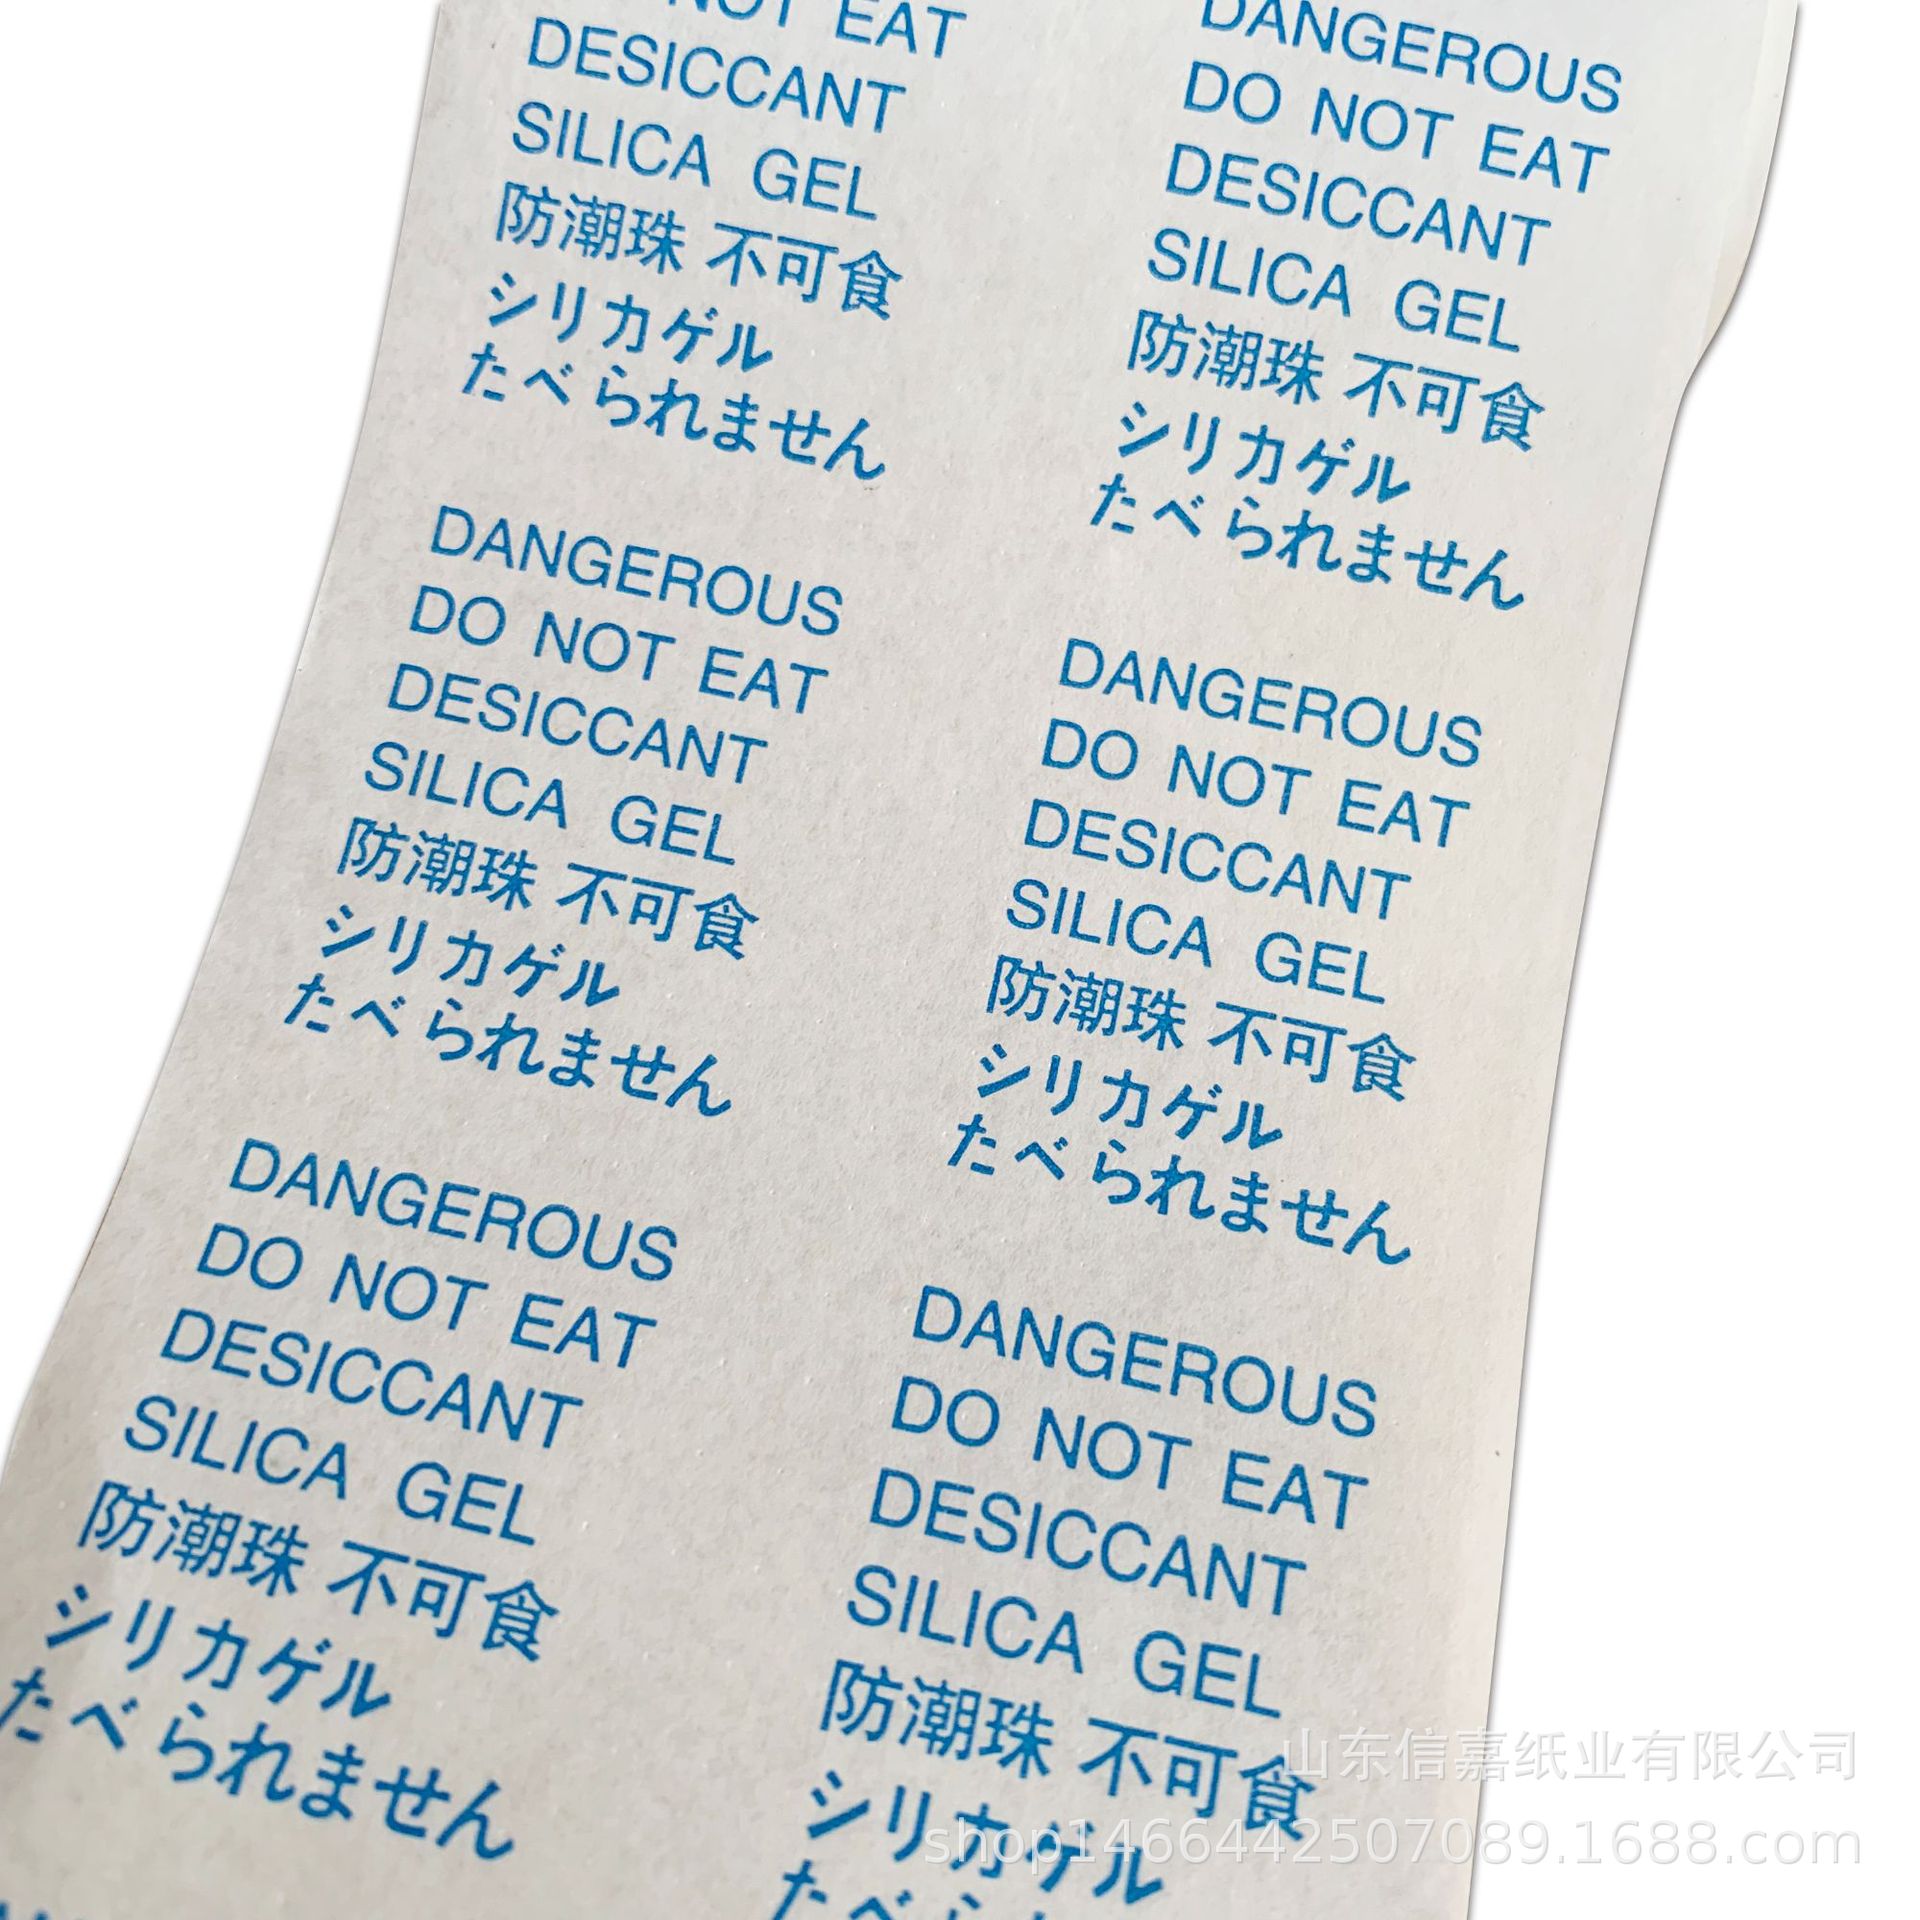 NOT EAT
DESICCANT
SILICA GEL
防潮珠 不可食
シリカゲル
たべられません
DANGEROUS
DO NOT EAT
DESICCANT
SILICA GEL
防潮珠 不可食
シリカゲル
たべられません
DANGEROUS
DO NOT EAT
DESICCANT
SILICA GEL
防潮珠 不可食
シリカゲル
たべられません
DANGEROUS
DO NOT EAT
DESICCANT
SILICA GEL
防潮珠 不可食
シリカゲル
たべられません
DANGEROUS
DO NOT EAT
DESICCANT
SILICA GEL
防潮珠 不可食
シリカゲル
たべられません
DANGEROUS
DO NOT EAT
DESICCANT
SILICA GEL
防潮珠 不可食
シリカゲル
山东信嘉纸业有限公司
shop1466442507089.1688.com